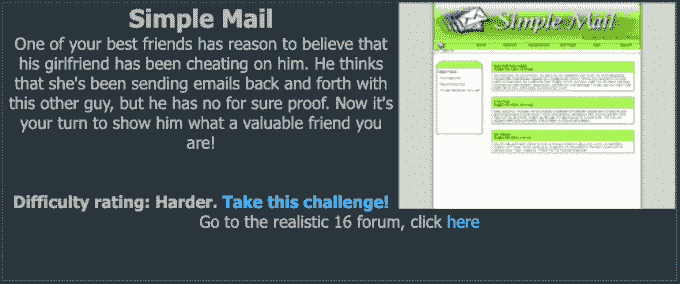 Simple Mail
One of your best friends has reason to believe that
his girlfriend has been cheating on him. He thinks
that she's been sending emails back and forth with
this other guy, but he has no for sure proof. Now it's
your turn to show him what a valuable friend you
are!
Difficulty rating: Harder. Take this challenge!
Simple Mail
Go to the realistic 16 forum, click here